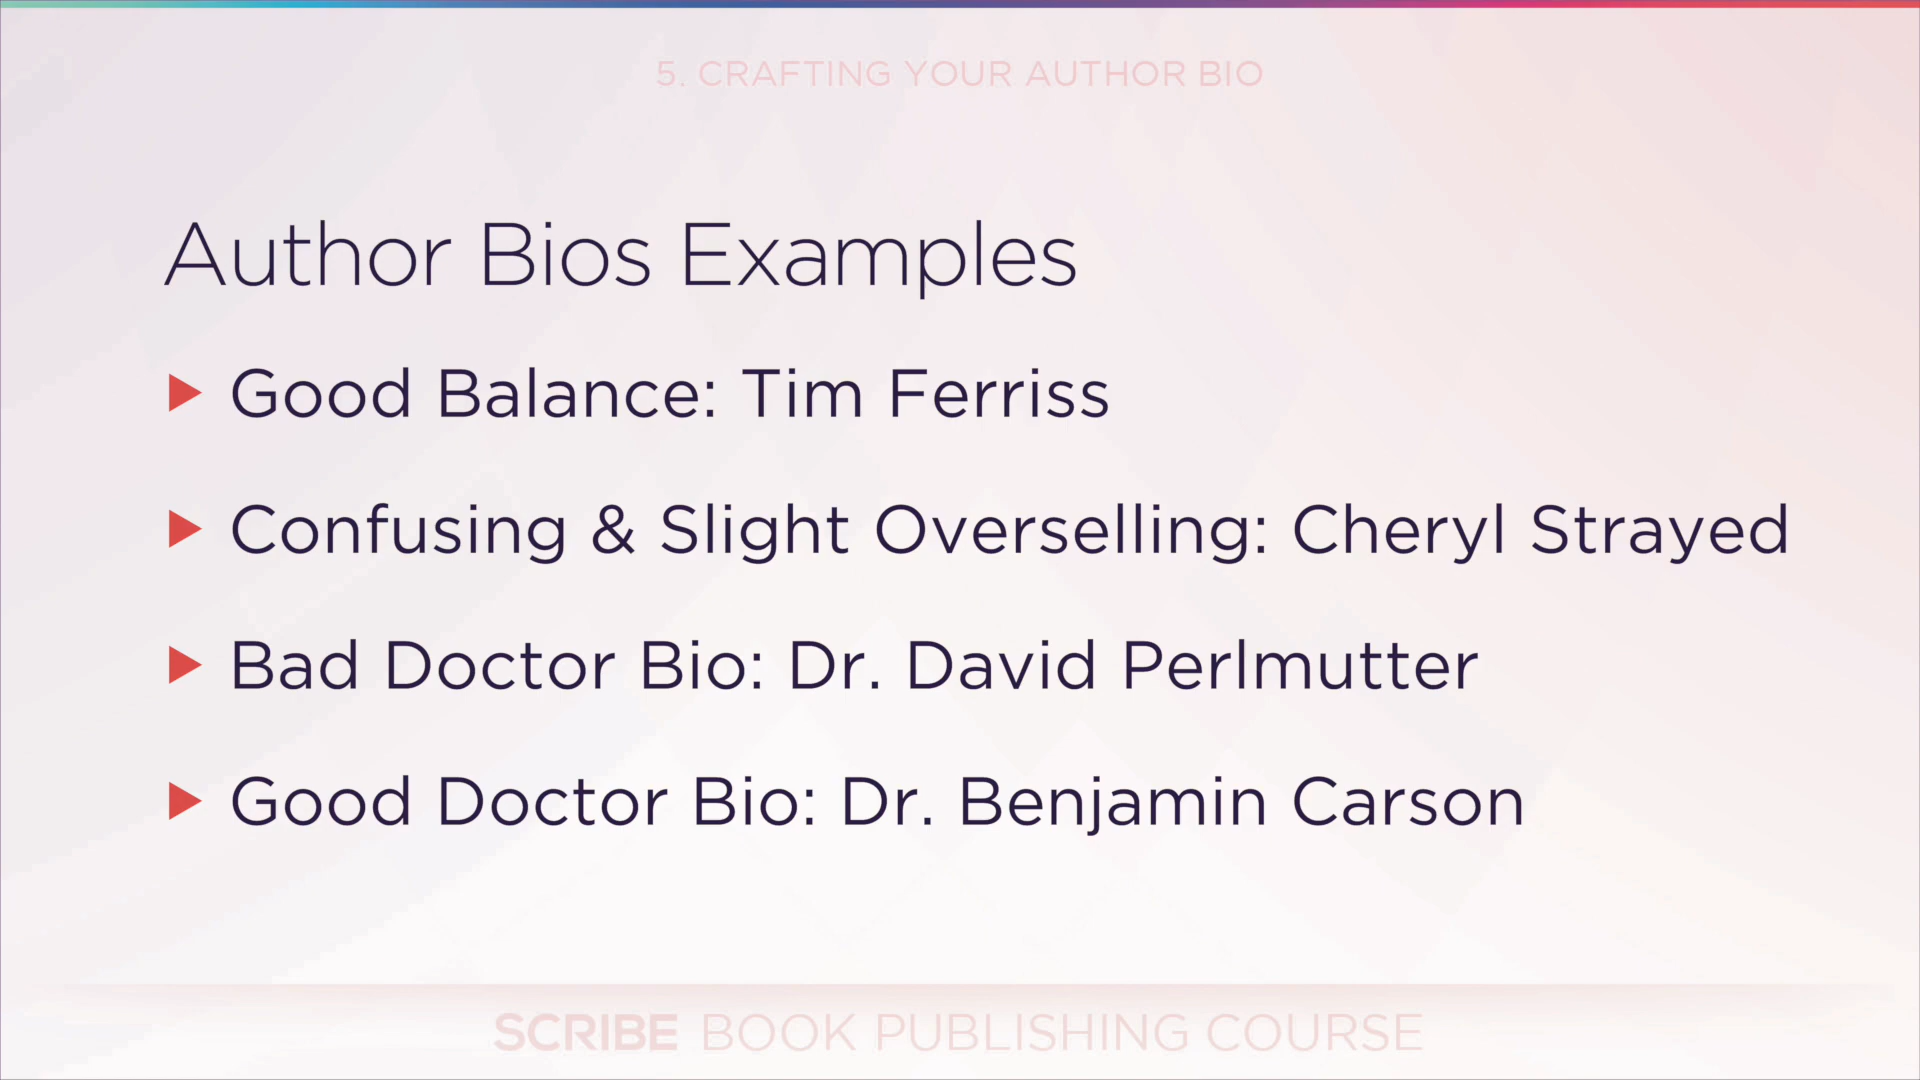 5. CRAFTING YOUR AUTHOR BIO
Author Bios Examples
Good Balance: Tim Ferriss
Confusing & Slight Overselling: Cheryl Strayed
Bad Doctor Bio: Dr. David Perlmutter
Good Doctor Bio: Dr. Benjamin Carson
SCRIBE BOOK PUBLISHING COURSE